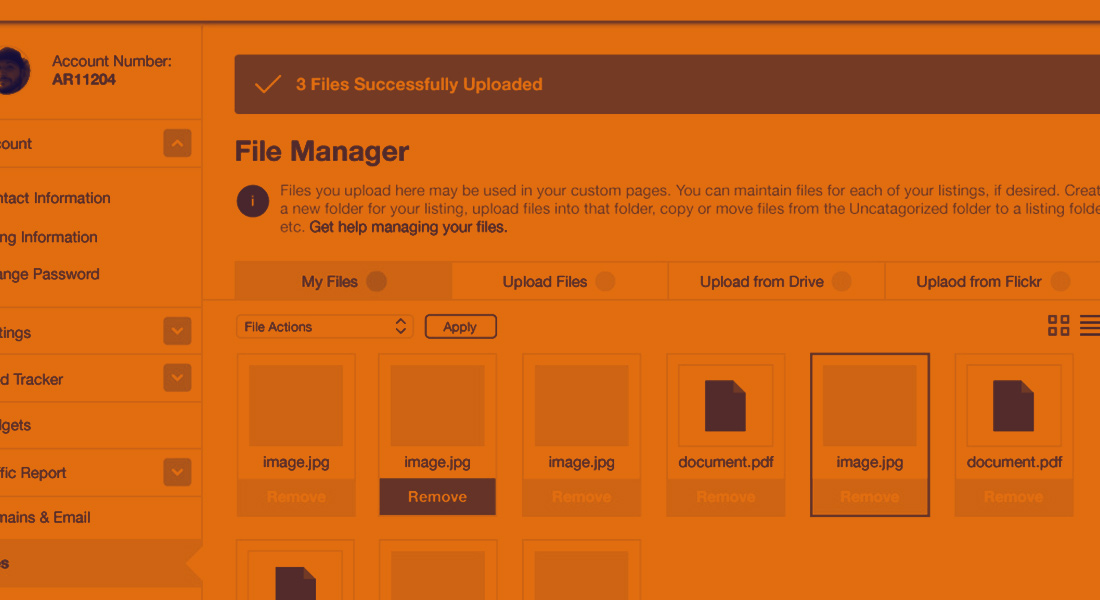 Account Number:
AR11204
count
ntact Information
ng Information
ange Password
tings
d Tracker
dgets
ffic Report
mains & Email
es
3 Files Successfully Uploaded
File Manager
i
Files you upload here may be used in your custom pages. You can maintain files for each of your listings, if desired. Creat
a new folder for your listing, upload files into that folder, copy or move files from the Uncatagorized folder to a listing folde
etc. Get help managing your files.
My Files
Upload Files
Upload from Drive
Uplaod from Flickr
File Actions
Apply
image.jpg
image.jpg
image.jpg
document.pdf
image.jpg
document.pdf
Remove
Remove
Remove
Remove
Remove
Remove